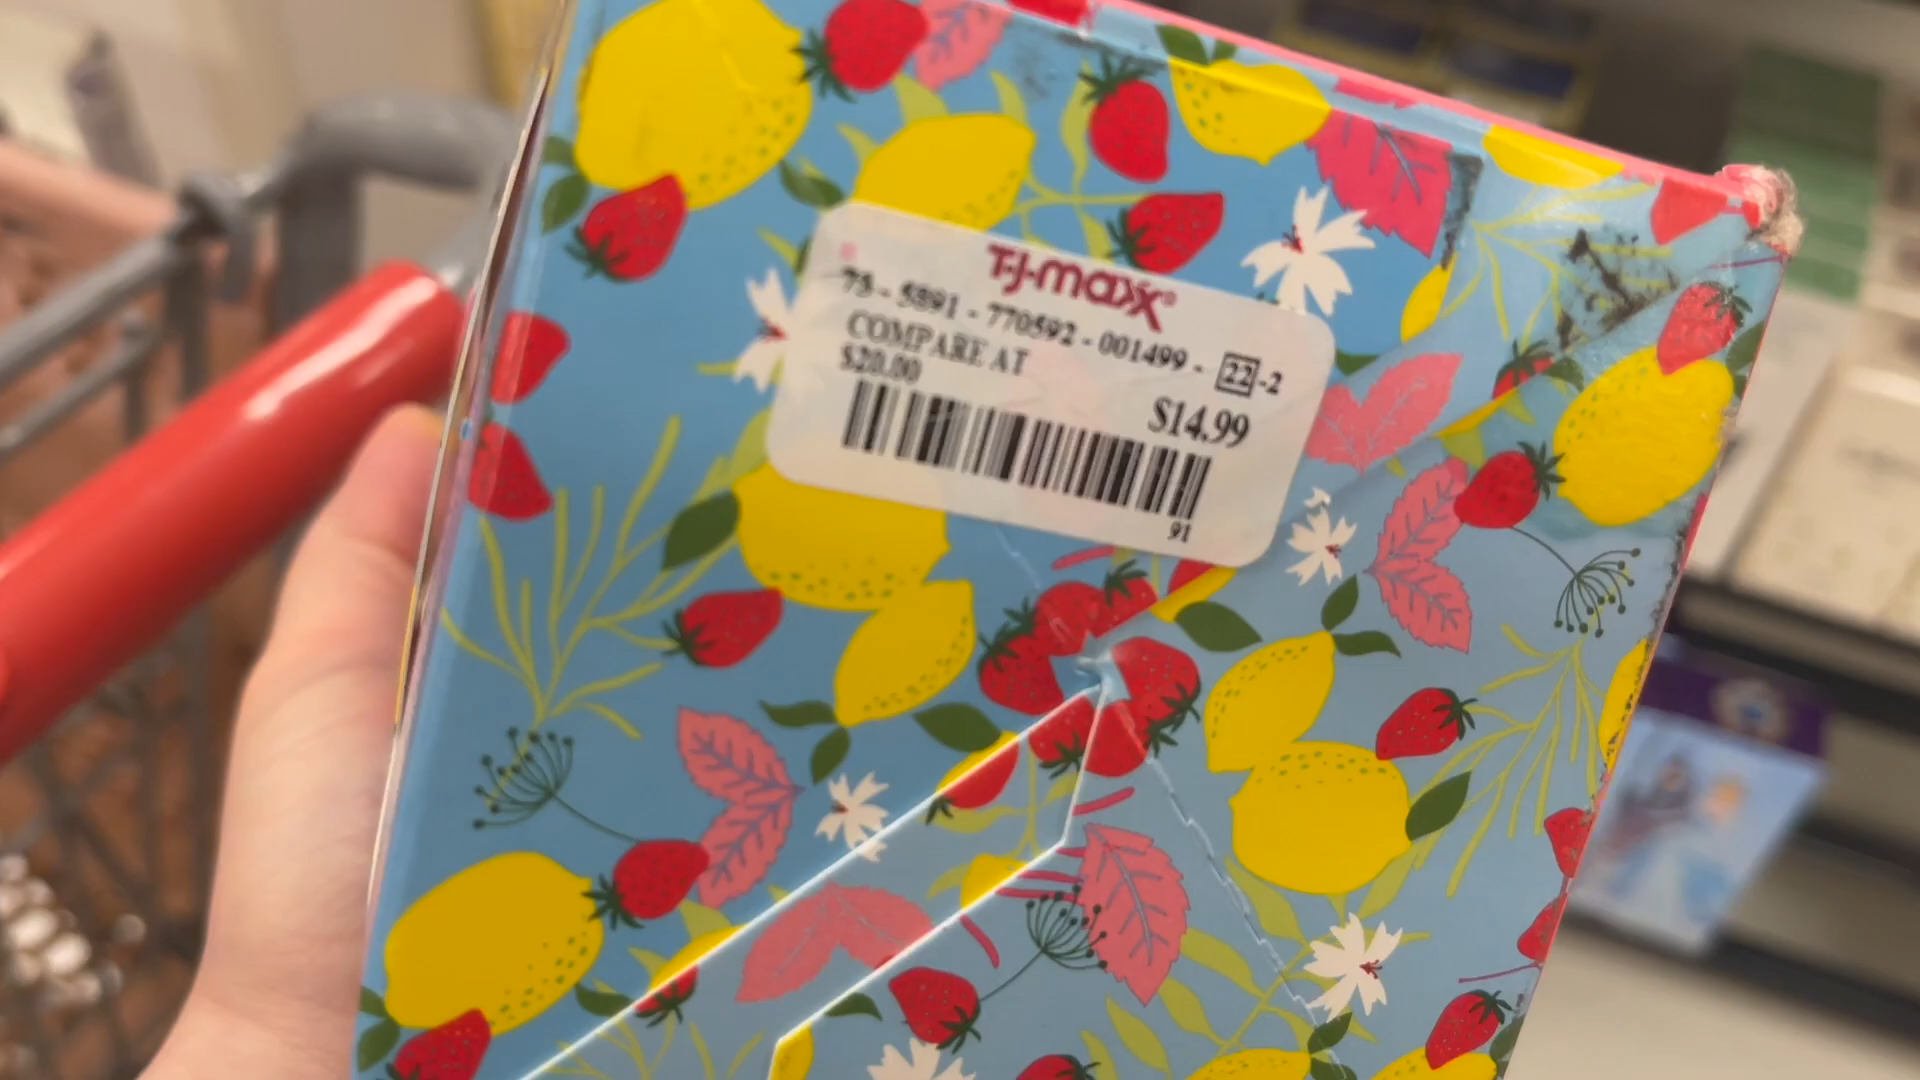 T·J·maxx®
73 - 5891 - 770592 - 001499 - 22 -2
COMPARE AT
$20.00
$14.99
91